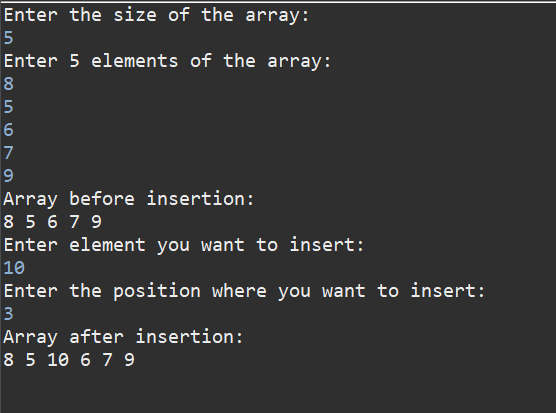 Enter the size of the array:
5
Enter 5 elements of the array:
8
5
6
7
9
Array before insertion:
8 5 6 7 9
Enter element you want to insert:
10
Enter the position where you want to insert:
3
Array after insertion:
8 5 10 6 7 9